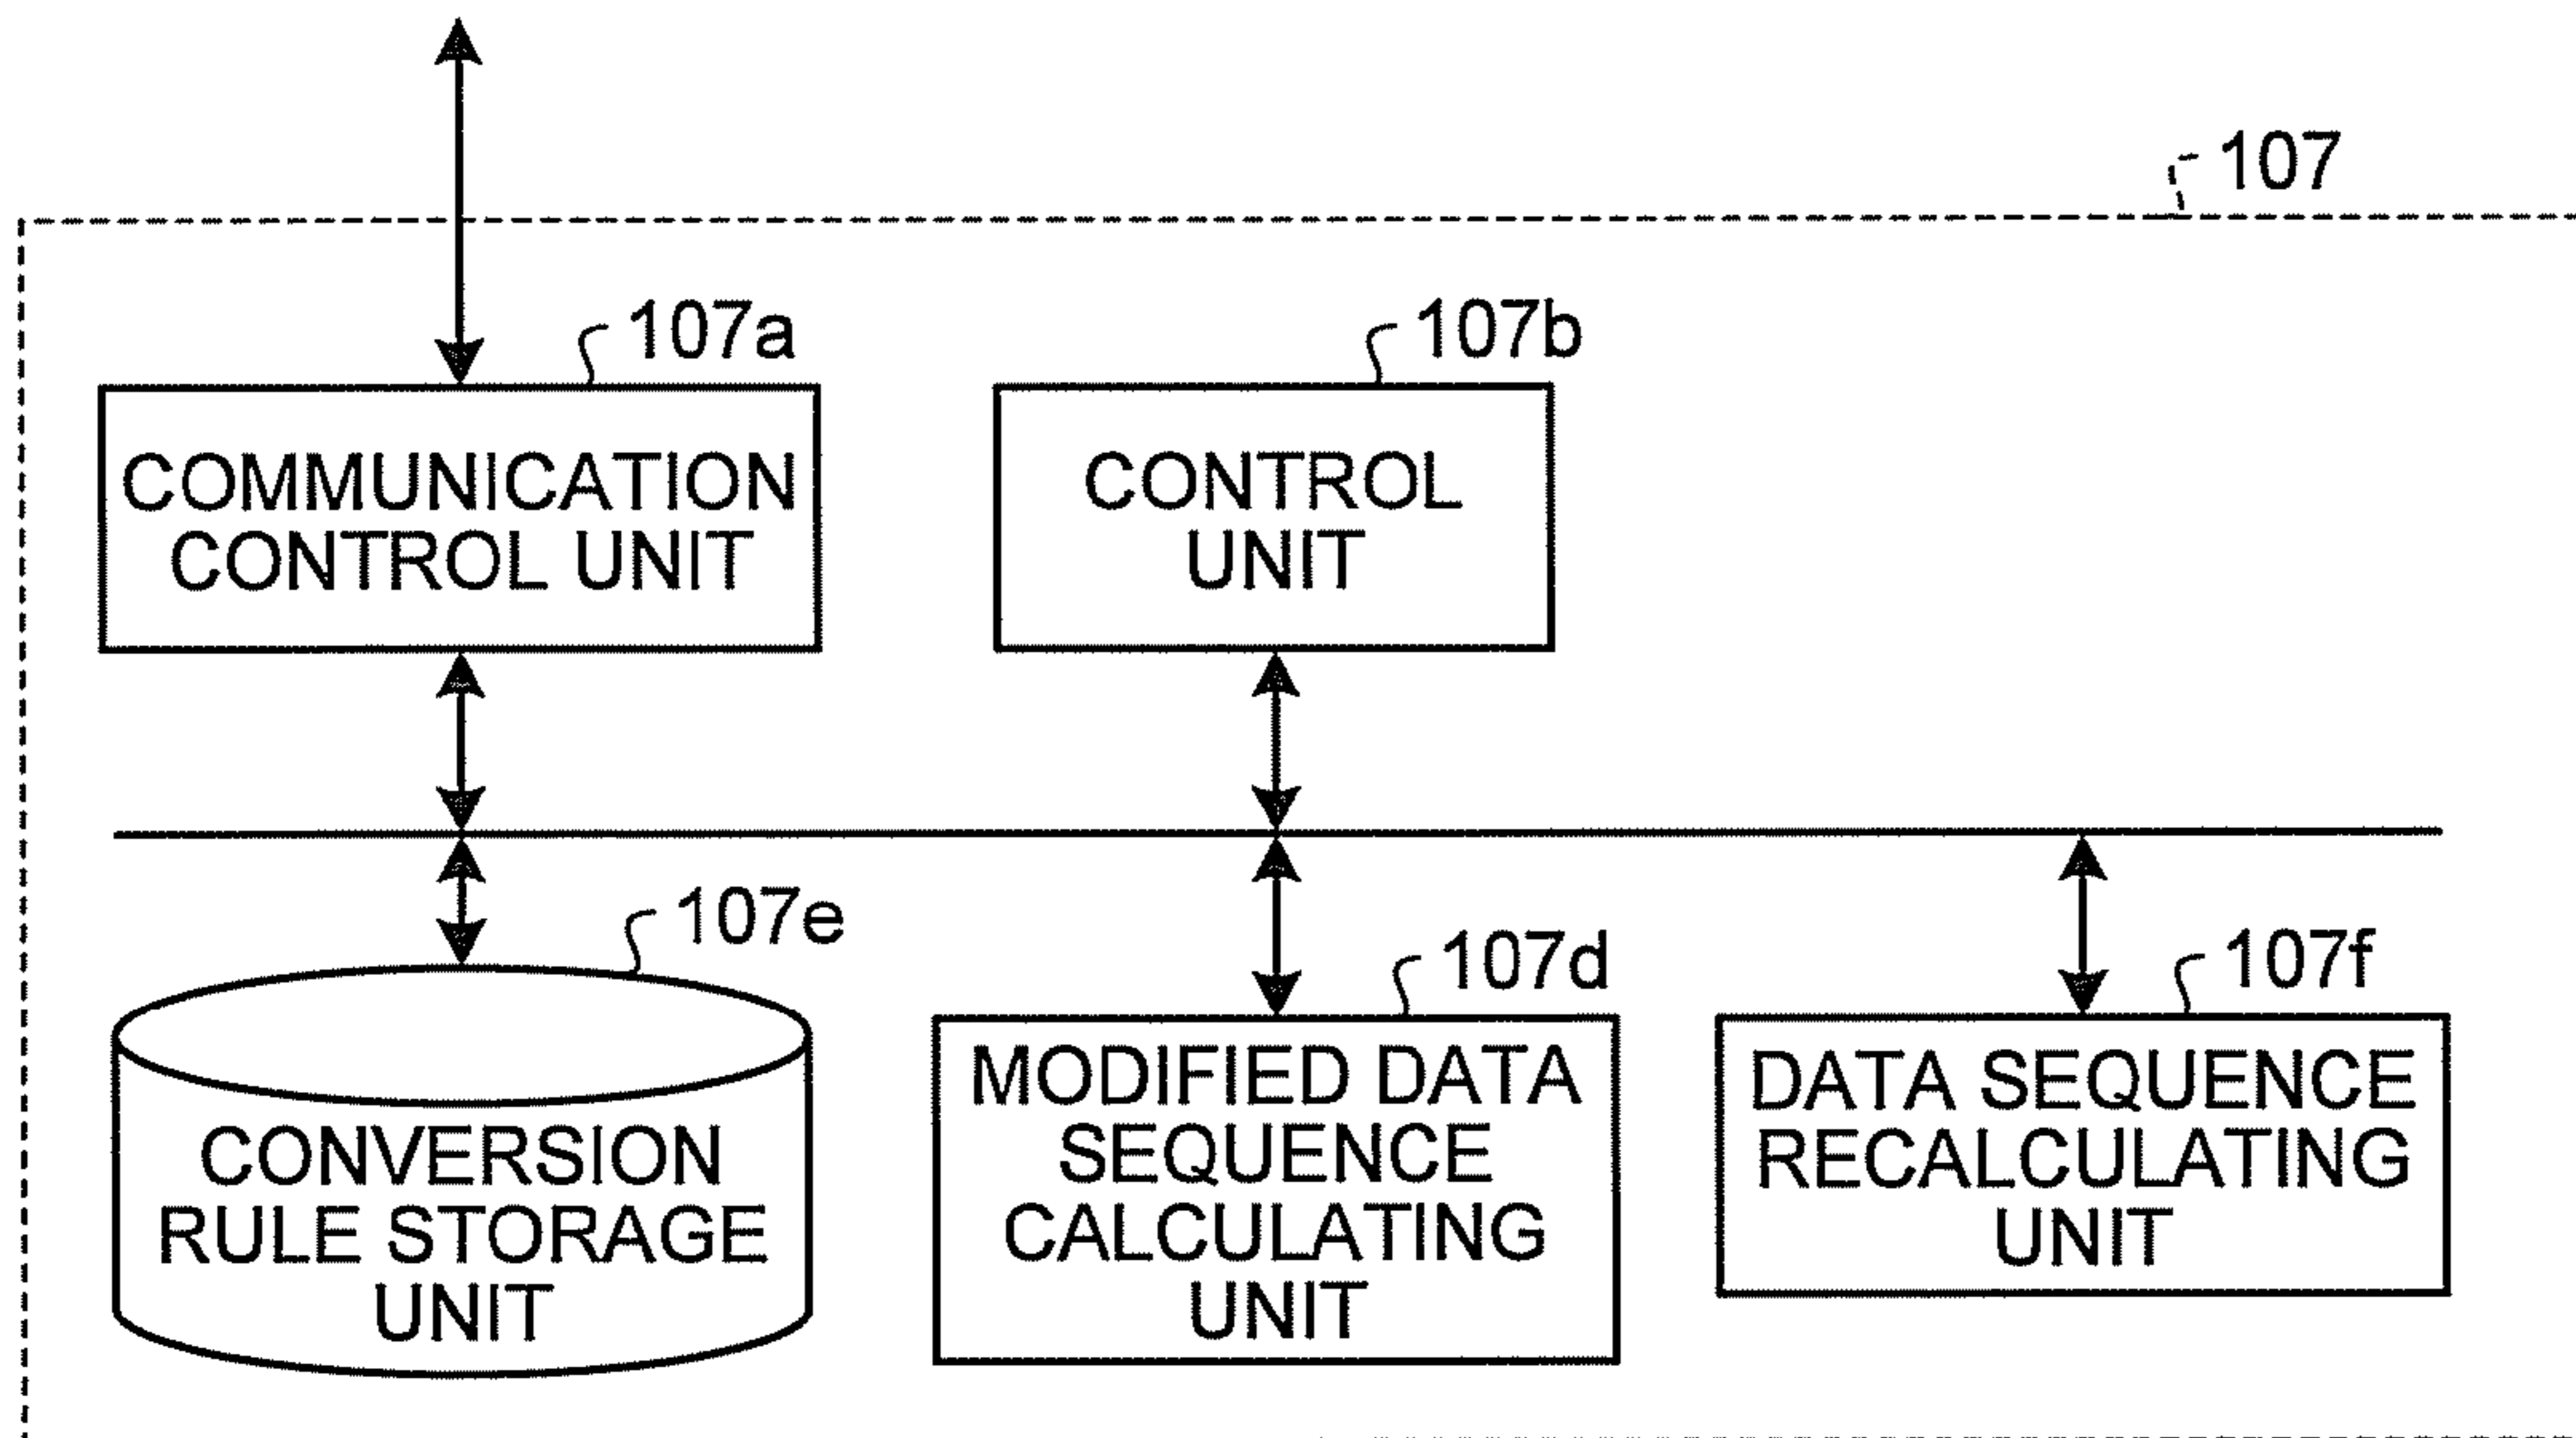 107
107a
COMMUNICATION
CONTROL UNIT
107b
CONTROL
UNIT
107e
CONVERSION
RULE STORAGE
UNIT
107d
MODIFIED DATA
SEQUENCE
CALCULATING
UNIT
107f
DATA SEQUENCE
RECALCULATING
UNIT